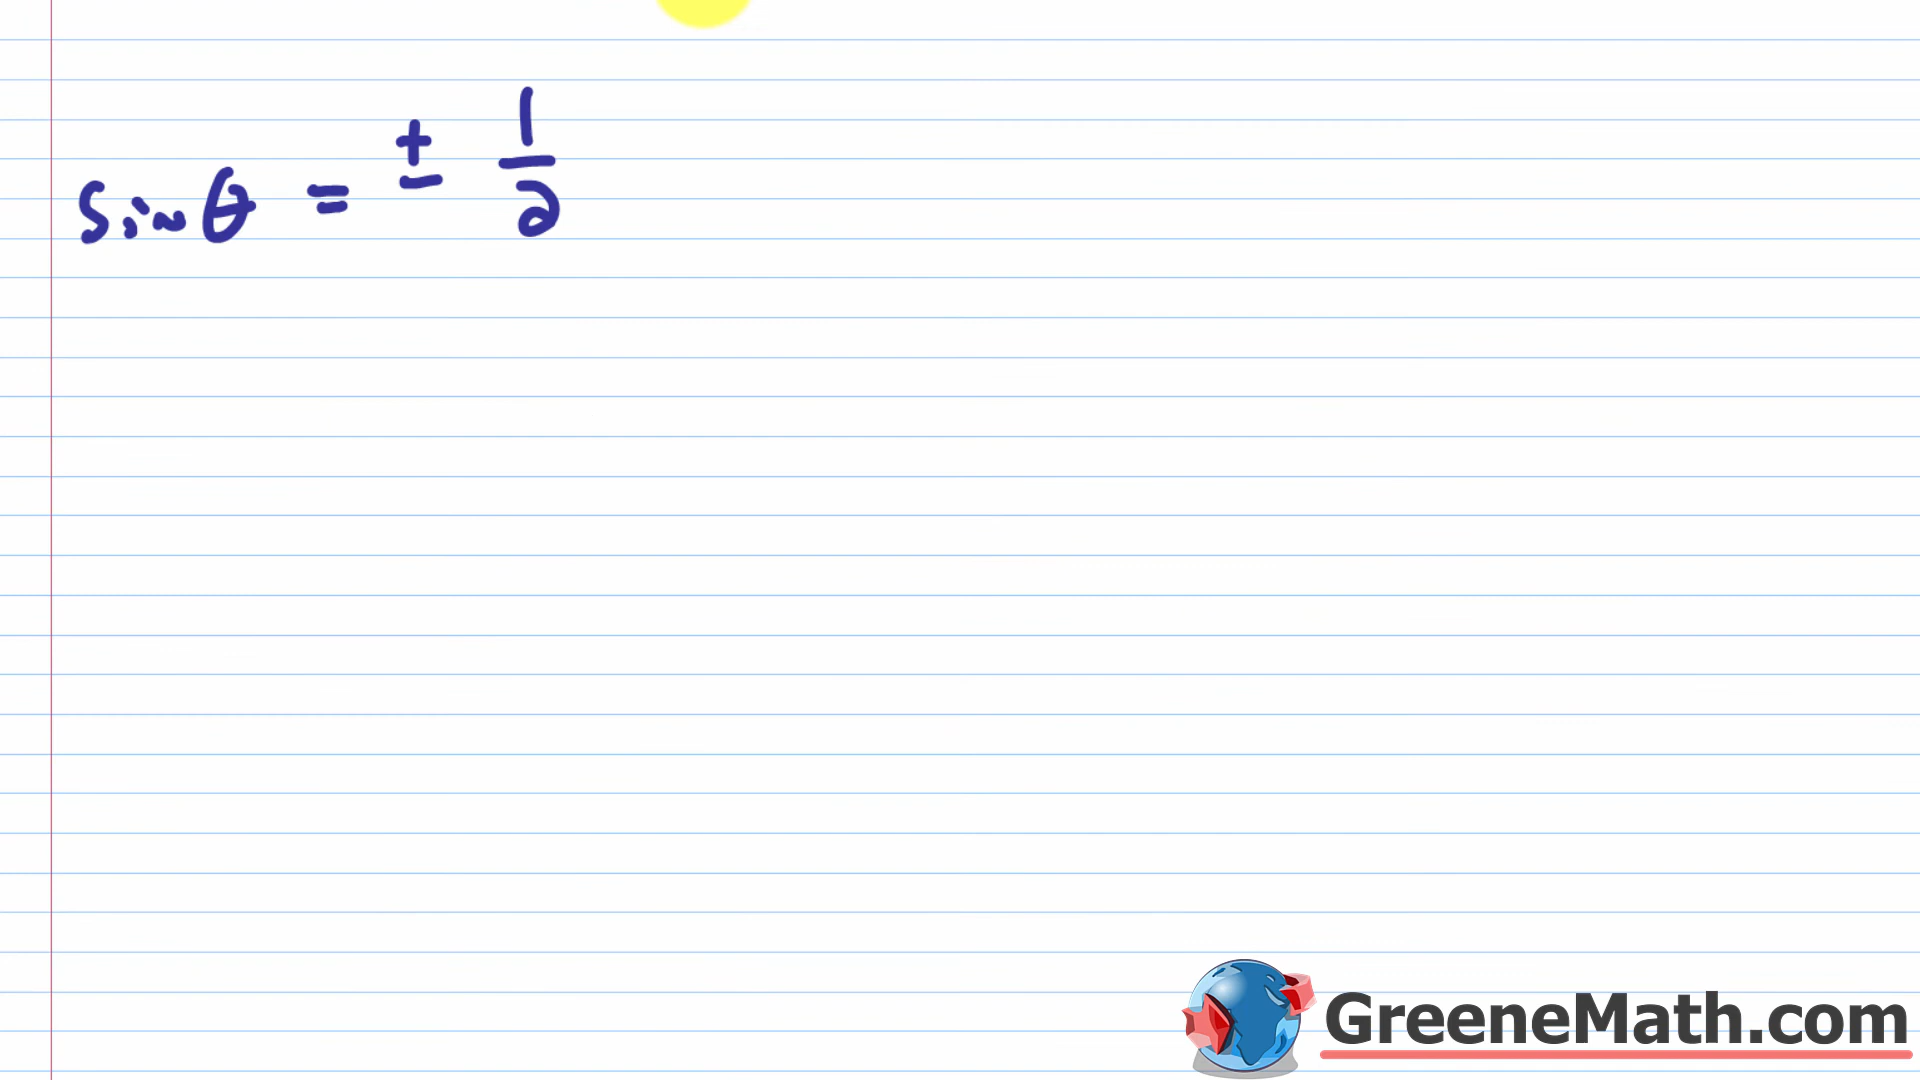 sin θ = ± 1/2
GreeneMath.com